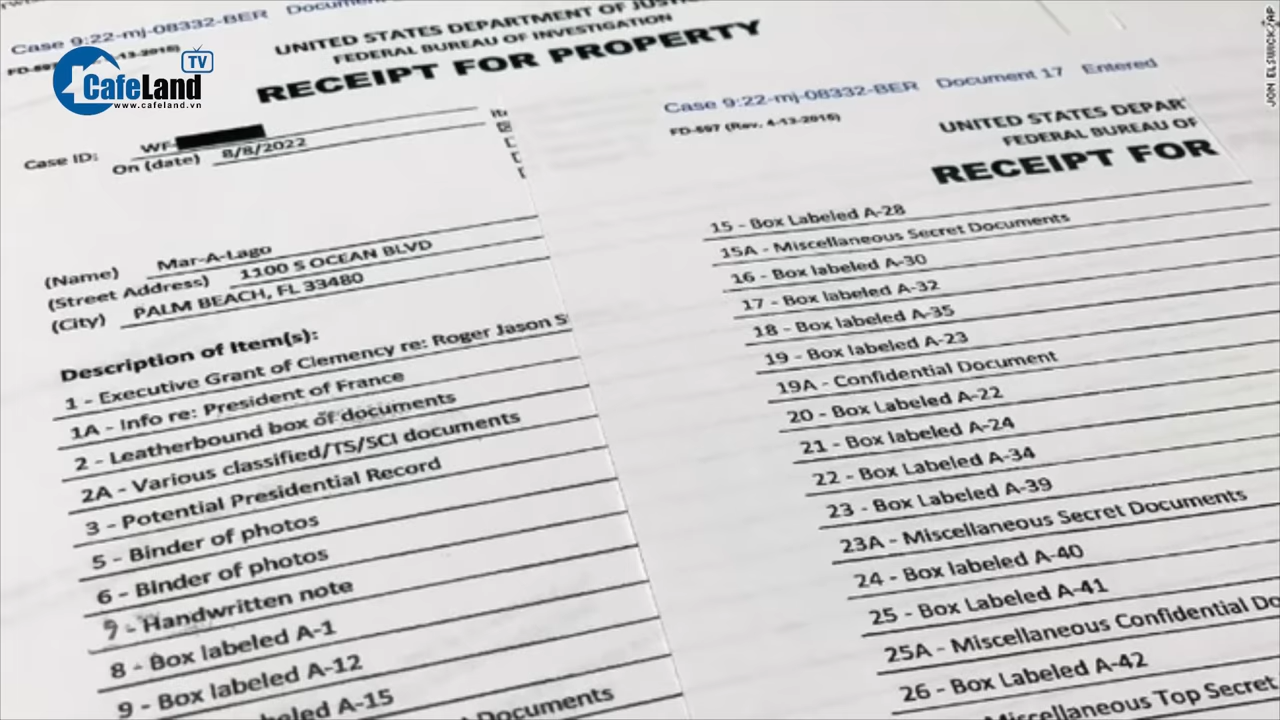 Case 9:22-mj-08332-BER Document
UNITED STATES DEPARTMENT OF JUSTIC
FEDERAL BUREAU OF INVESTIGATION
RECEIPT FOR PROPERTY
CafeLand TV
www.cafeland.vn
Case ID: WF-
On (date) 8/8/2022
(Name) Mar-A-Lago
(Street Address) 1100 S OCEAN BLVD
(City) PALM BEACH, FL 33480
Description of Item(s):
1 - Executive Grant of Clemency re: Roger Jason S
1A - Info re: President of France
2 - Leatherbound box of documents
2A - Various classified/TS/SCI documents
3 - Potential Presidential Record
5 - Binder of photos
6 - Binder of photos
7 - Handwritten note
8 - Box labeled A-1
9 - Box labeled A-12
labeled A-15
Documents
Case 9:22-mj-08332-BER Document 17 Entered
FD-597 (Rev. 4-13-2015)
UNITED STATES DEPAR
FEDERAL BUREAU OF
RECEIPT FOR
15 - Box Labeled A-28
15A - Miscellaneous Secret Documents
16 - Box labeled A-30
17 - Box labeled A-32
18 - Box labeled A-35
19 - Box labeled A-23
19A - Confidential Document
20 - Box Labeled A-22
21 - Box labeled A-24
22 - Box Labeled A-34
23 - Box Labeled A-39
23A - Miscellaneous Secret Documents
24 - Box labeled A-40
25 - Box Labeled A-41
25A - Miscellaneous Confidential Do
26 - Box Labeled A-42
Miscellaneous Top Secret
JON ELSWICK/AP